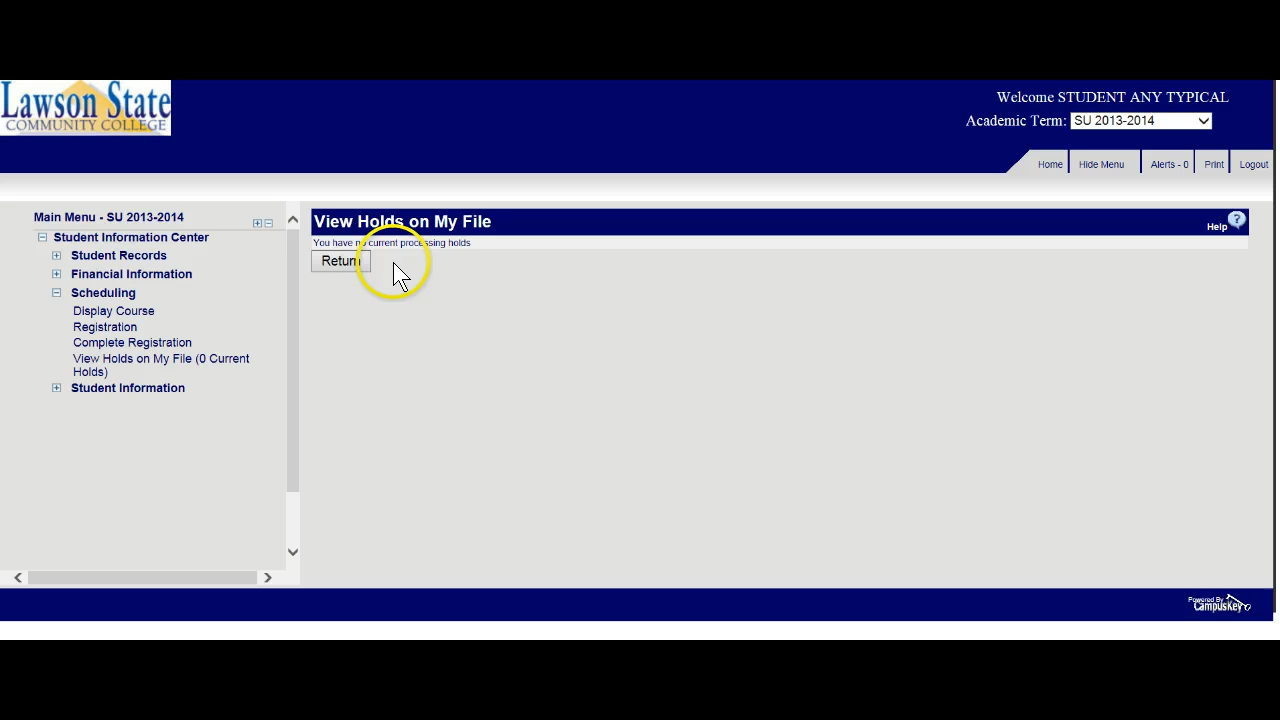 Lawson State
COMMUNITY COLLEGE
Welcome STUDENT ANY TYPICAL
Academic Term: SU 2013-2014
Home Hide Menu Alerts - 0 Print Logout
Main Menu - SU 2013-2014
Student Information Center
Student Records
Financial Information
Scheduling
Display Course
Registration
Complete Registration
View Holds on My File (0 Current
Holds)
Student Information
View Holds on My File
Help ?
You have no current processing holds
Return
Powered By
CampusKey